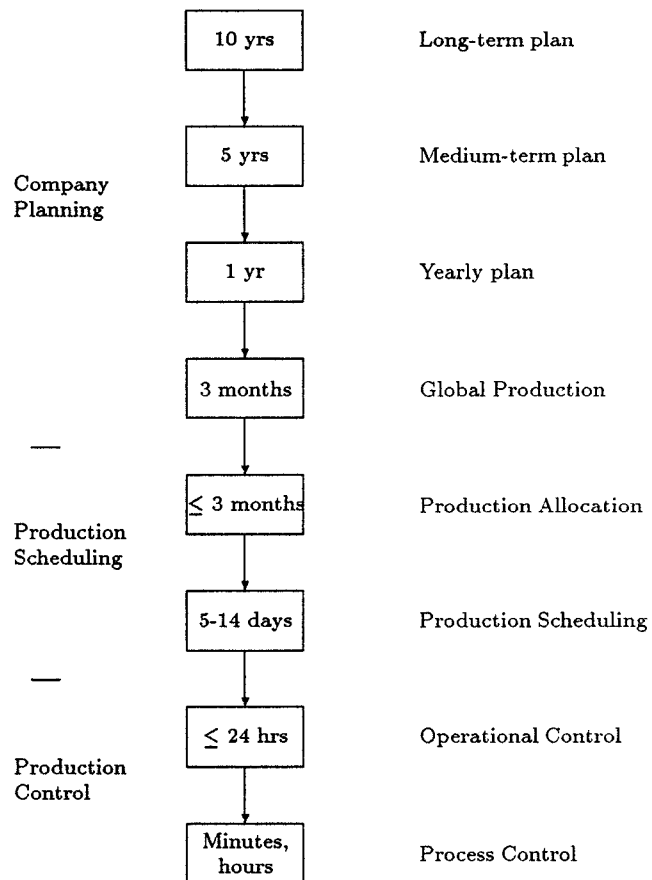 10 yrs
Long-term plan
5 yrs
Medium-term plan
Company
Planning
1 yr
Yearly plan
3 months
Global Production
≤ 3 months
Production Allocation
Production
Scheduling
5-14 days
Production Scheduling
≤ 24 hrs
Operational Control
Production
Control
Minutes,
hours
Process Control